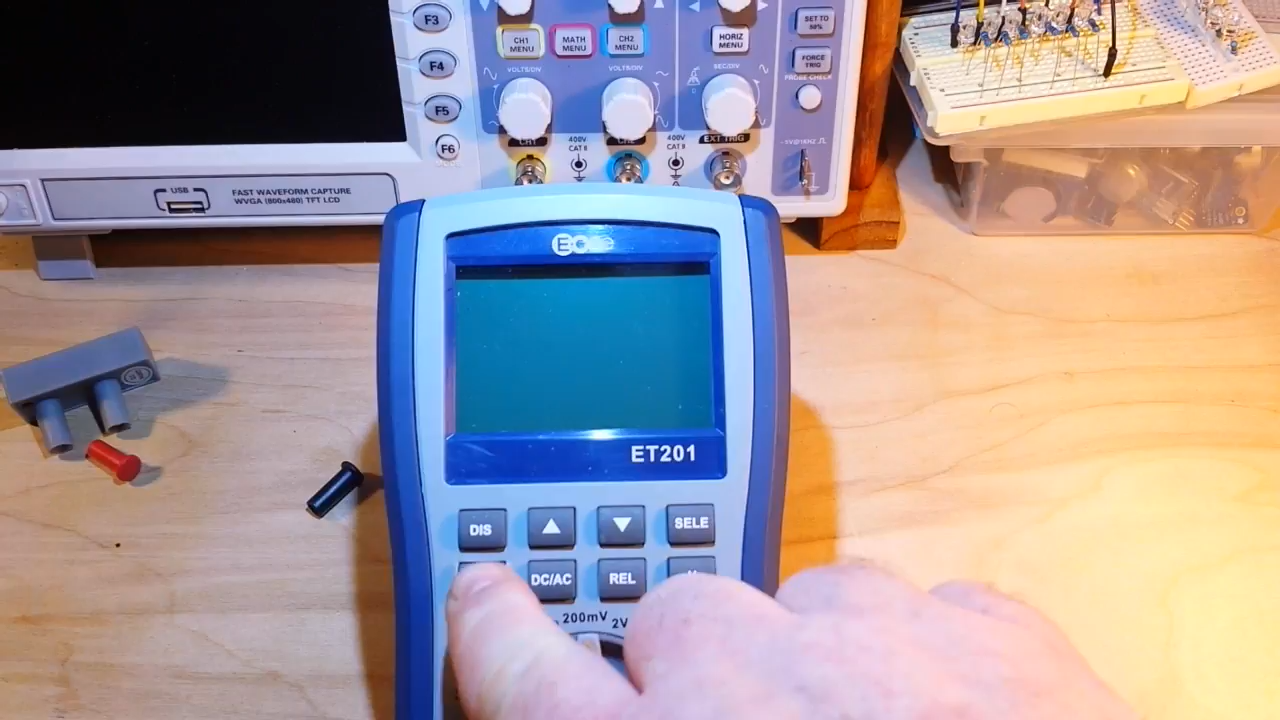 F3
F4
F5
F6
CH1 MENU
MATH MENU
CH2 MENU
HORIZ MENU
SET TO 50%
FORCE TRIG
PROBE CHECK
VOLTS/DIV
VOLTS/DIV
SEC/DIV
CH1
400V CAT II
CH2
400V CAT II
EXT TRIG
USB
FAST WAVEFORM CAPTURE
WVGA (800x480) TFT LCD
ET201
DIS
▲
▼
SELE
DC/AC
REL
200mV
2V